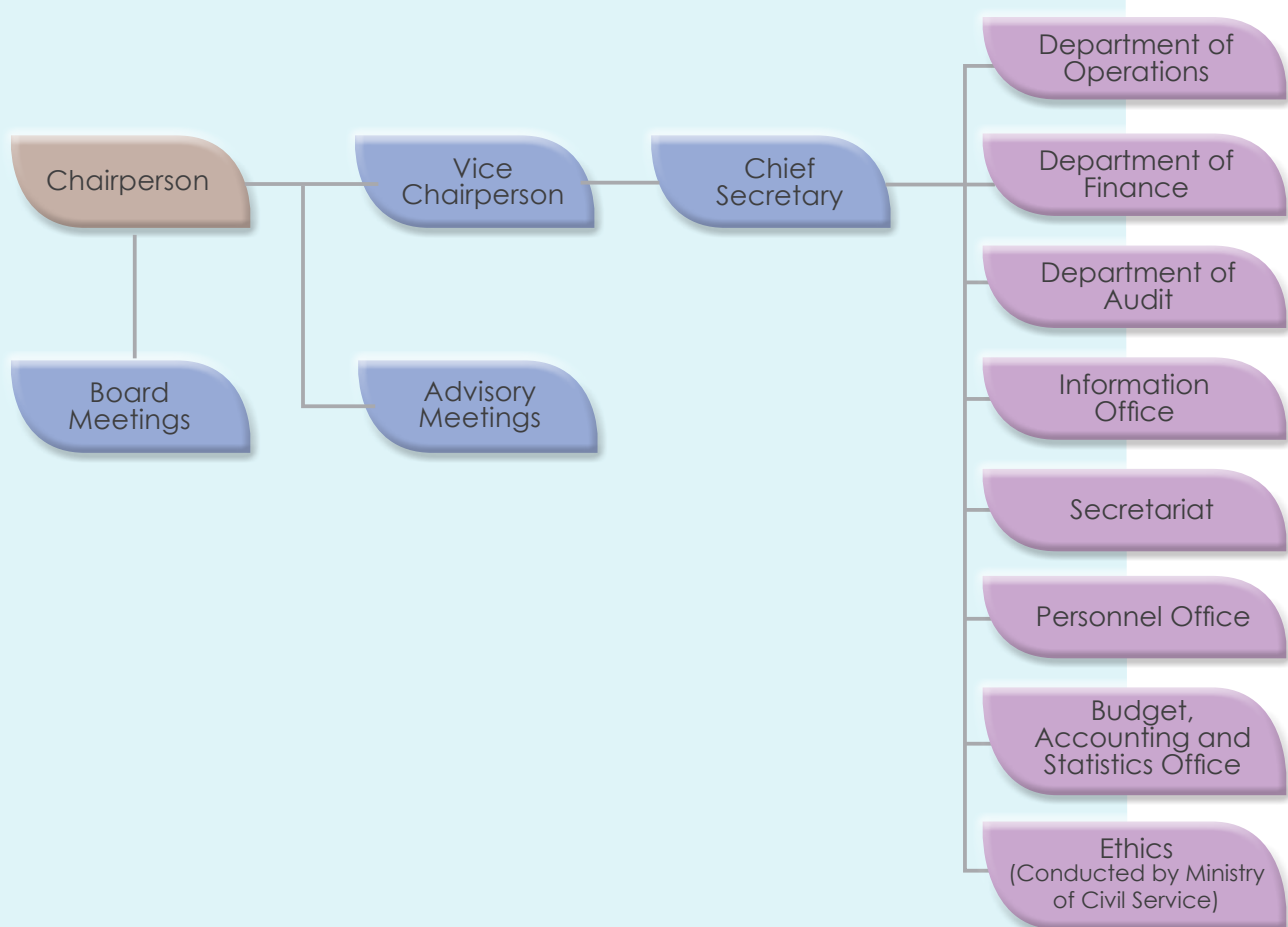 Chairperson
Vice
Chairperson
Chief
Secretary
Board
Meetings
Advisory
Meetings
Department of
Operations
Department of
Finance
Department of
Audit
Information
Office
Secretariat
Personnel Office
Budget,
Accounting and
Statistics Office
Ethics
(Conducted by Ministry
of Civil Service)